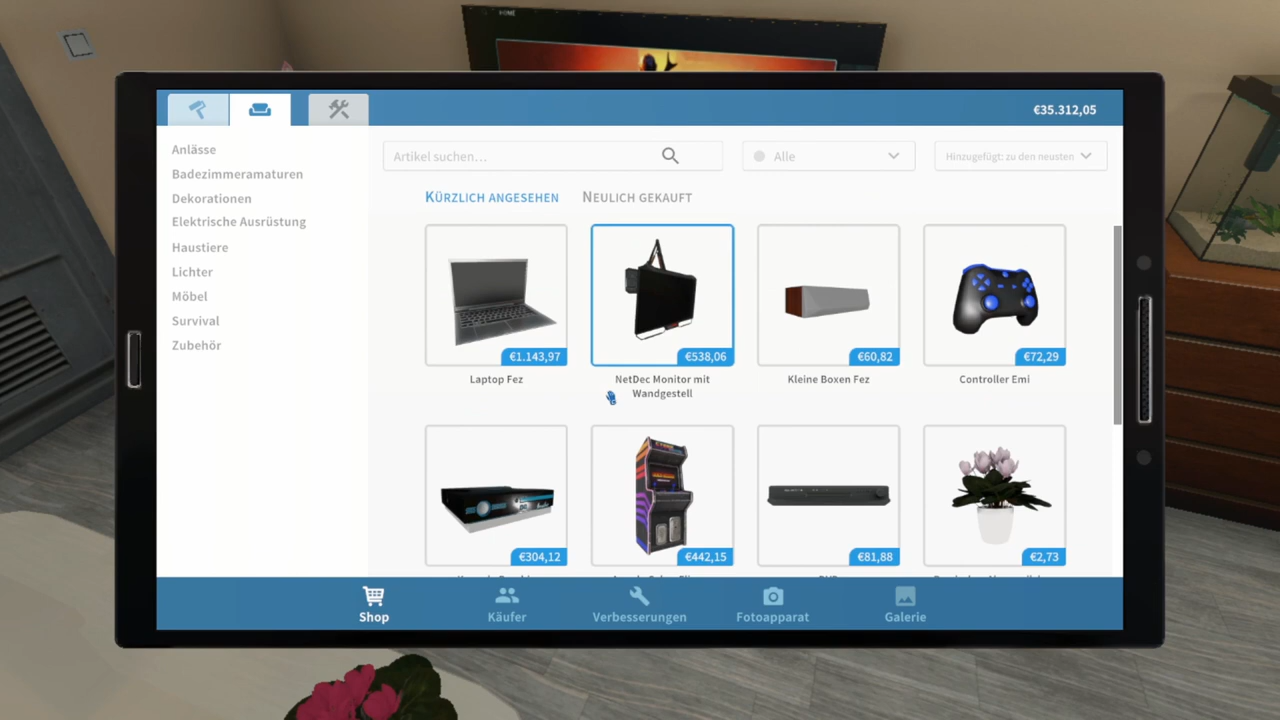 €35.312,05
Anlässe
Badezimmeramaturen
Dekorationen
Elektrische Ausrüstung
Haustiere
Lichter
Möbel
Survival
Zubehör
Artikel suchen...
Alle
Hinzugefügt: zu den neusten
KÜRZLICH ANGESEHEN
NEULICH GEKAUFT
€1.143,97
Laptop Fez
€538,06
NetDec Monitor mit
Wandgestell
€60,82
Kleine Boxen Fez
€72,29
Controller Emi
€304,12
€442,15
€81,88
€2,73
Shop
Käufer
Verbesserungen
Fotoapparat
Galerie